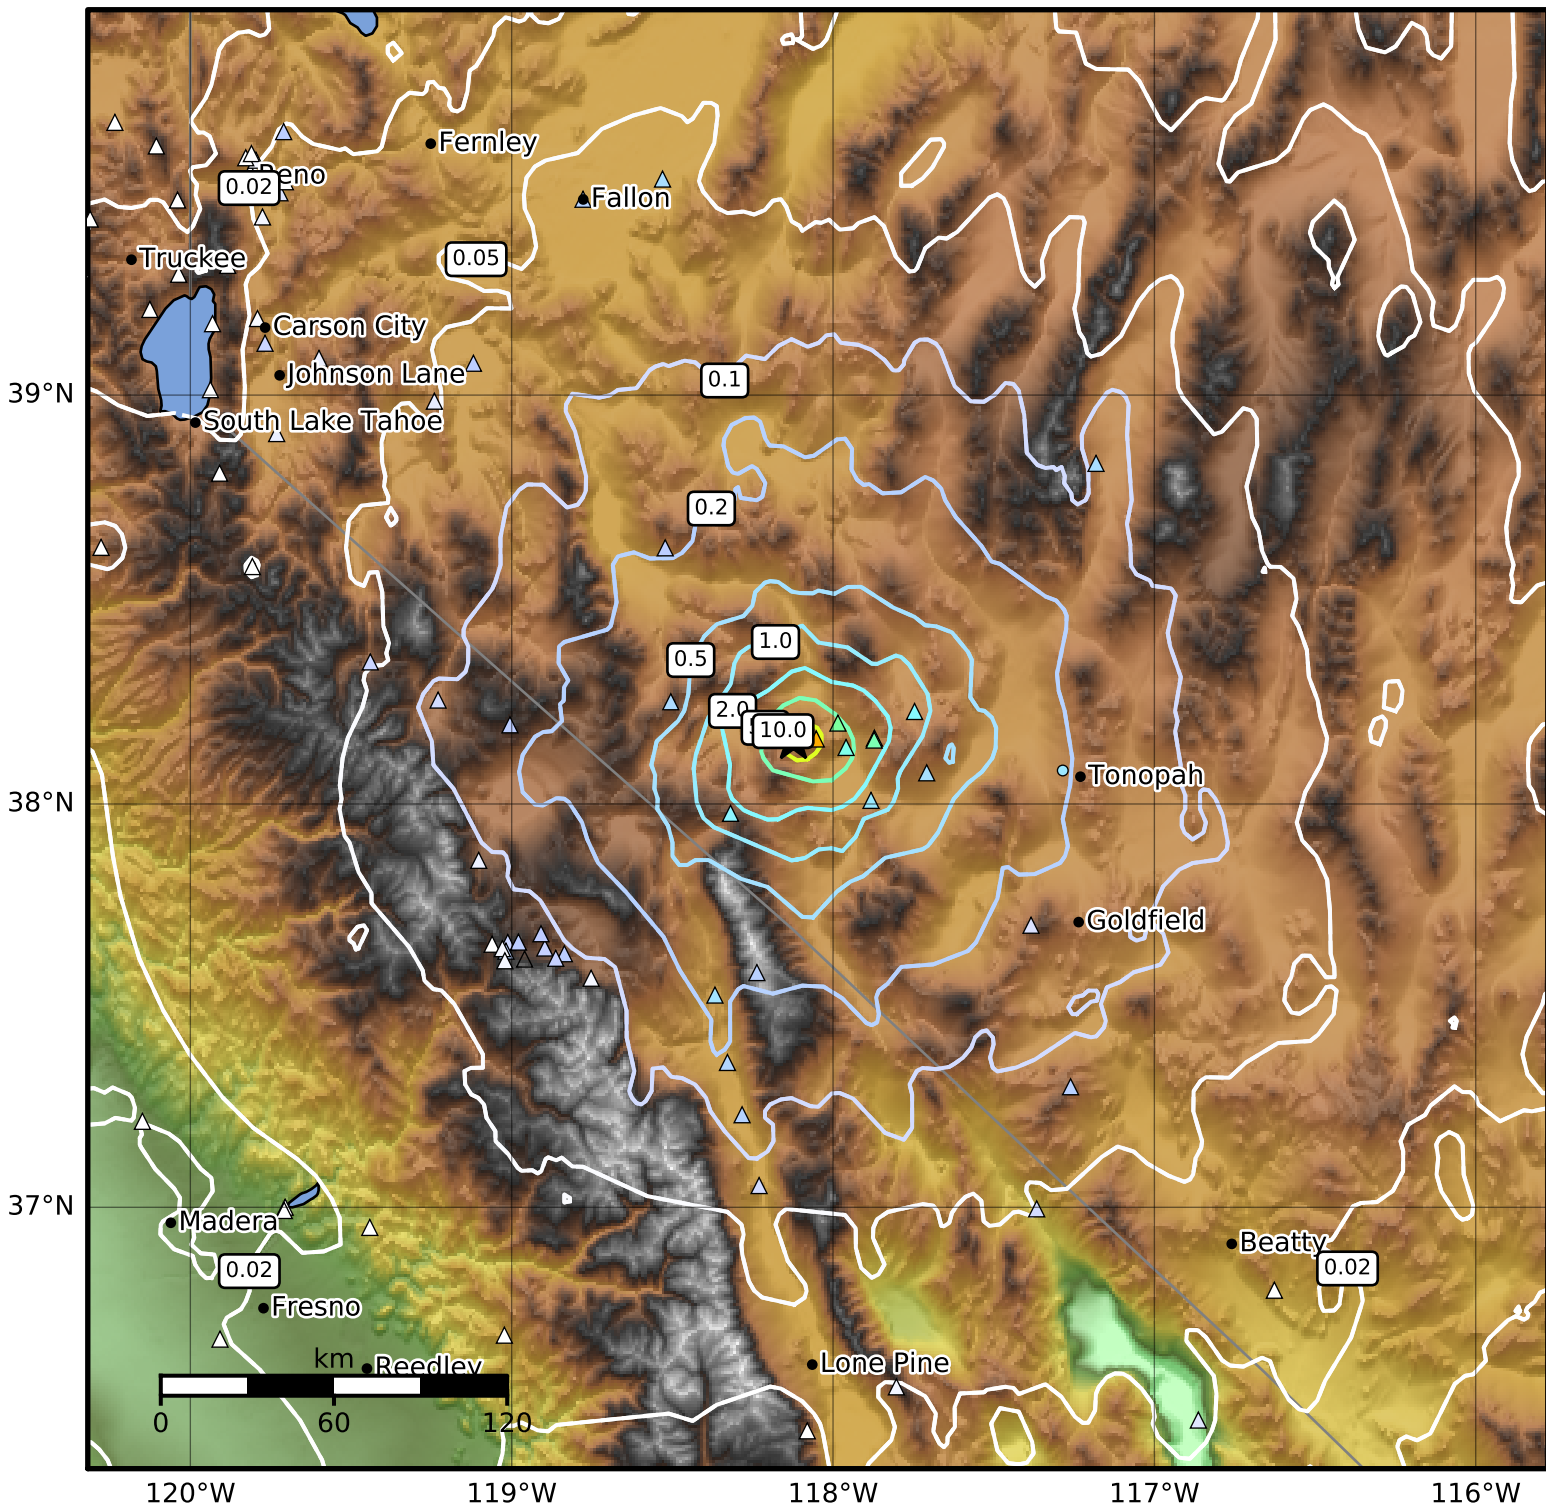 Fernley
Reno
0.02
Fallon
Truckee
0.05
Carson City
Johnson Lane
0.1
39°N
South Lake Tahoe
0.2
1.0
0.5
2.0
10.0
38°N
Tonopah
Goldfield
37°N
Madera
Beatty
0.02
0.02
Fresno
km
Reedley
Lone Pine
0
60
120
120°W
119°W
118°W
117°W
116°W